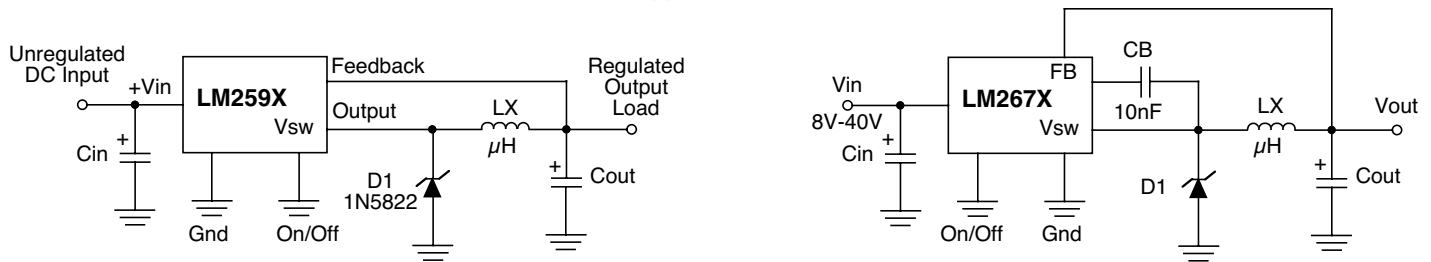 Unregulated
DC Input
+Vin
LM259X
Feedback
Output
Vsw
LX
µH
Regulated
Output
Load
+
Cin
D1
1N5822
+
Cout
Gnd
On/Off
Vin
8V-40V
LM267X
FB
CB
10nF
Vsw
LX
µH
Vout
+
Cin
D1
+
Cout
On/Off
Gnd